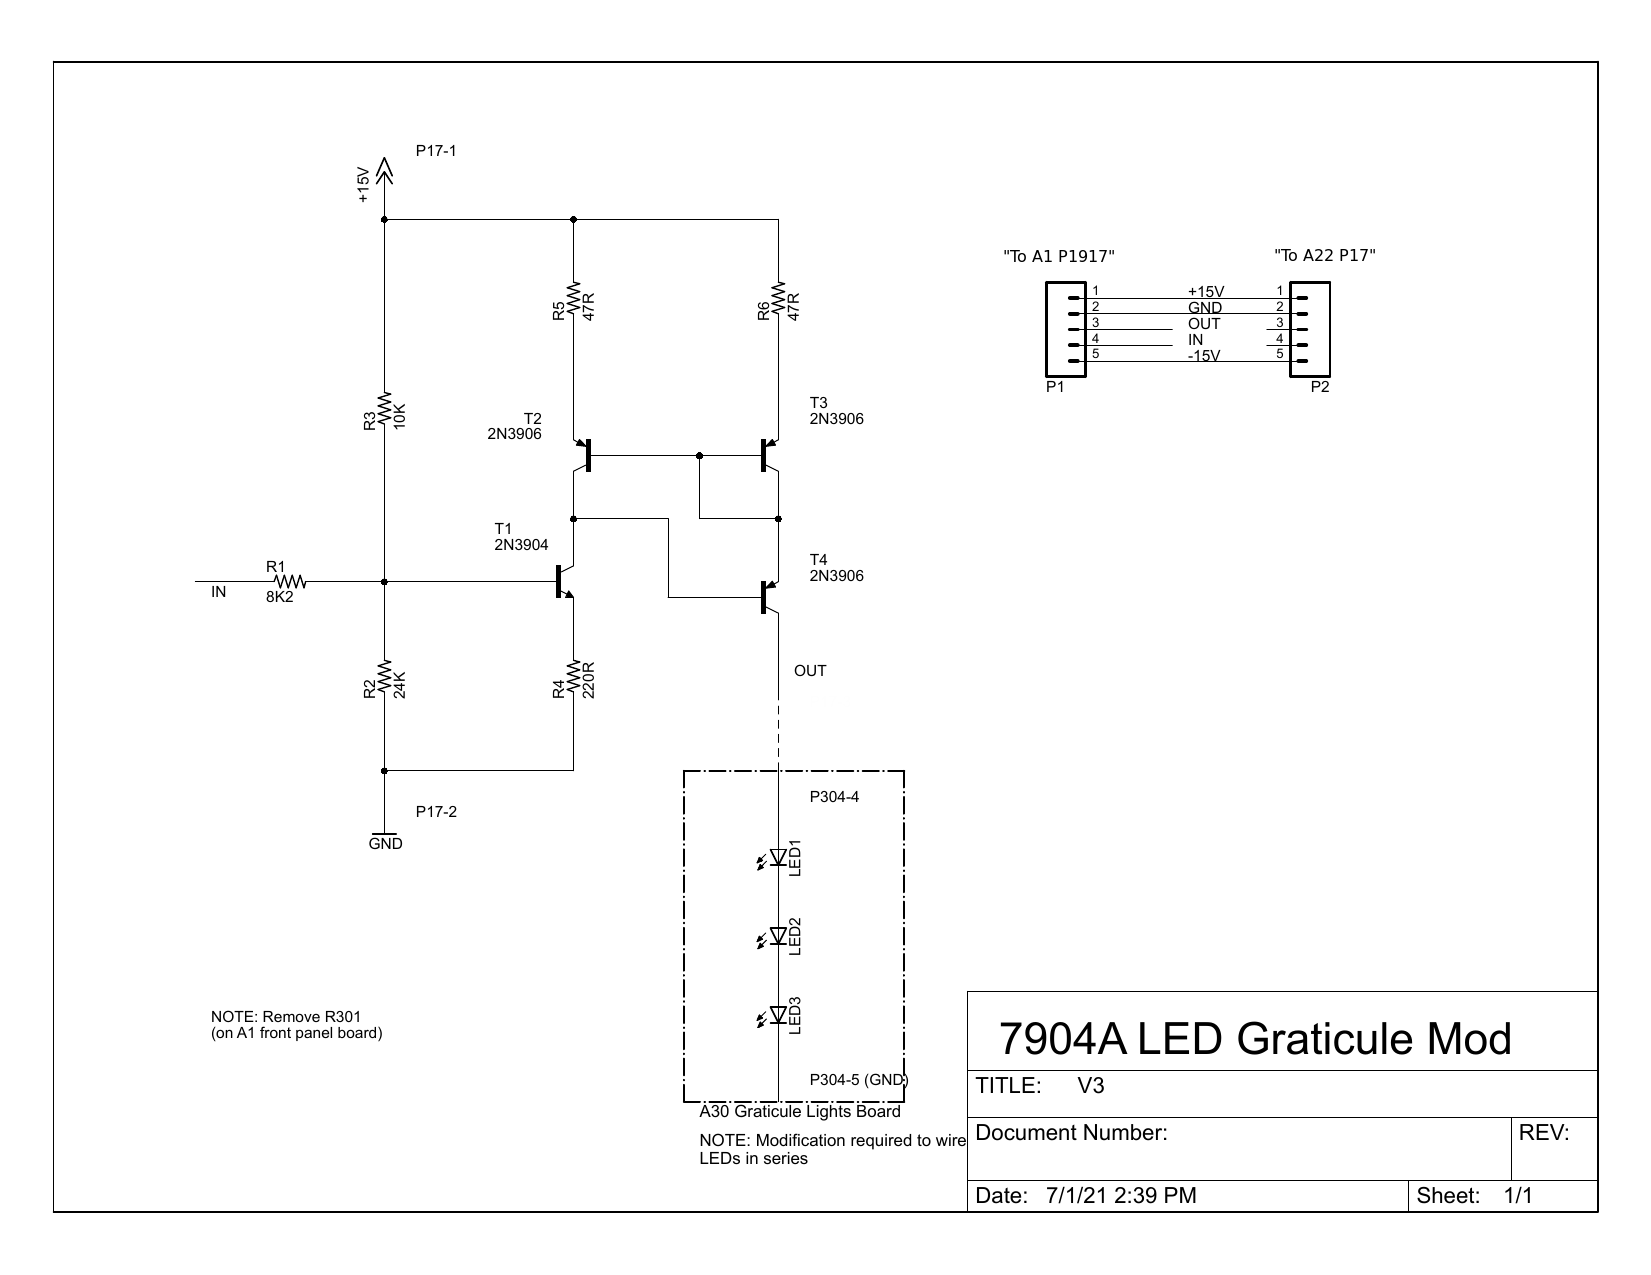 P17-1
+15V
"To A1 P1917"
"To A22 P17"
R5
47R
R6
47R
1 +15V 1
2 GND 2
3 OUT 3
4 IN 4
5 -15V 5
P1
P2
R3
10K
T2
2N3906
T3
2N3906
T1
2N3904
T4
2N3906
R1
8K2
IN
R2
24K
R4
220R
OUT
P17-2
GND
P304-4
LED1
LED2
LED3
P304-5 (GND)
A30 Graticule Lights Board
NOTE: Modification required to wire
LEDs in series
NOTE: Remove R301
(on A1 front panel board)
7904A LED Graticule Mod
TITLE: V3
Document Number:
REV:
Date: 7/1/21 2:39 PM
Sheet: 1/1